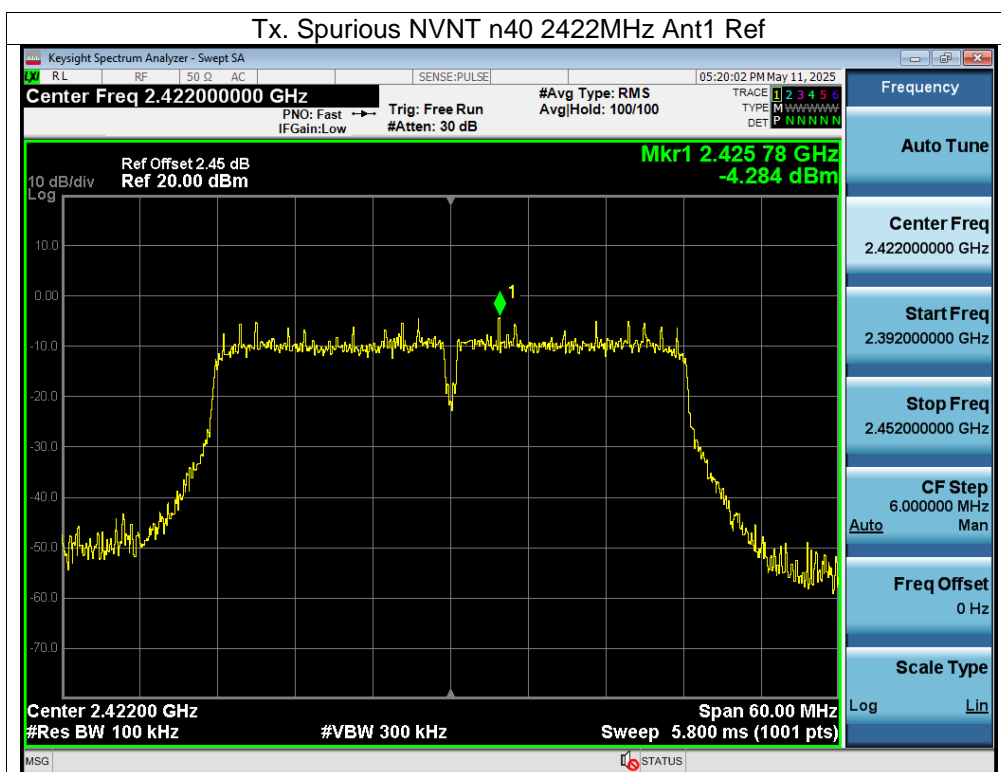 Tx. Spurious NVNT n40 2422MHz Ant1 Ref
Keysight Spectrum Analyzer - Swept SA
LXI RL RF 50 Ω AC SENSE:PULSE 05:20:02 PM May 11, 2025
Center Freq 2.422000000 GHz
PNO: Fast
IFGain:Low
Trig: Free Run
#Atten: 30 dB
#Avg Type: RMS
Avg|Hold: 100/100
TRACE 1 2 3 4 5 6
TYPE M WWWWW
DET P N N N N N
Mkr1 2.425 78 GHz
-4.284 dBm
Ref Offset 2.45 dB
10 dB/div Ref 20.00 dBm
Log
10.0
0.00
-10.0
-20.0
-30.0
-40.0
-50.0
-60.0
-70.0
1
Center 2.42200 GHz Span 60.00 MHz
#Res BW 100 kHz #VBW 300 kHz Sweep 5.800 ms (1001 pts)
MSG STATUS
Frequency
Auto Tune
Center Freq
2.422000000 GHz
Start Freq
2.392000000 GHz
Stop Freq
2.452000000 GHz
CF Step
6.000000 MHz
Auto Man
Freq Offset
0 Hz
Scale Type
Log Lin